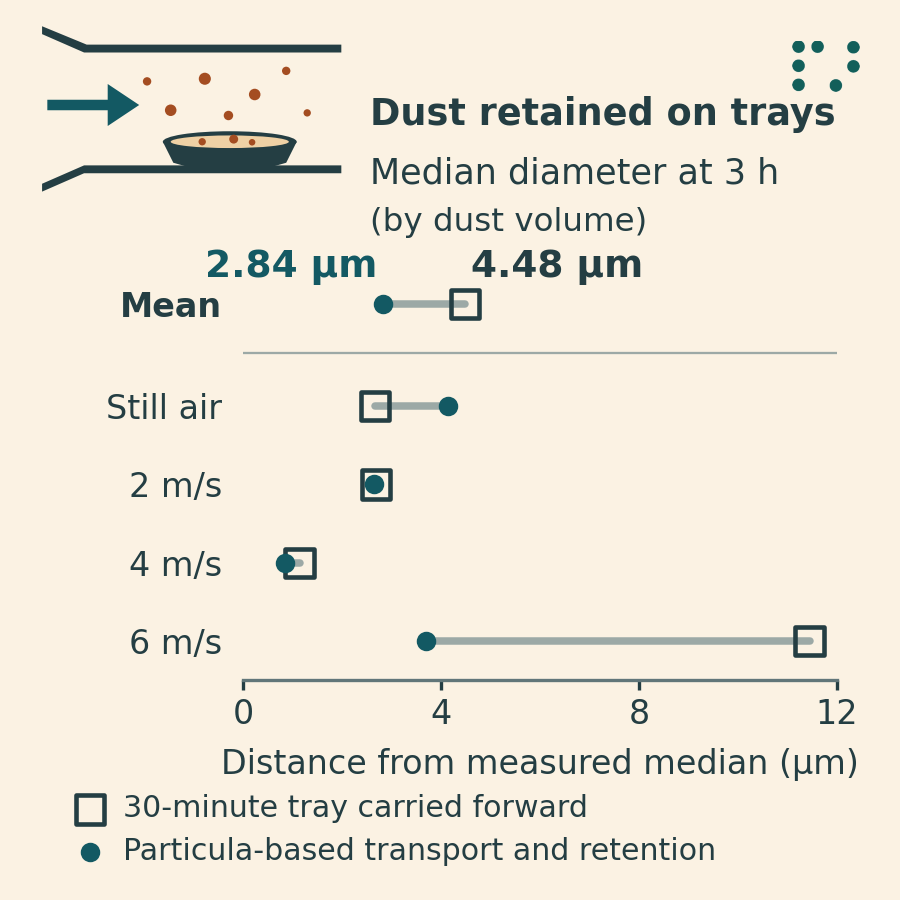 Dust retained on trays
Median diameter at 3 h
(by dust volume)
2.84 µm 4.48 µm
Mean
Still air
2 m/s
4 m/s
6 m/s
0 4 8 12
Distance from measured median (µm)
30-minute tray carried forward
Particula-based transport and retention